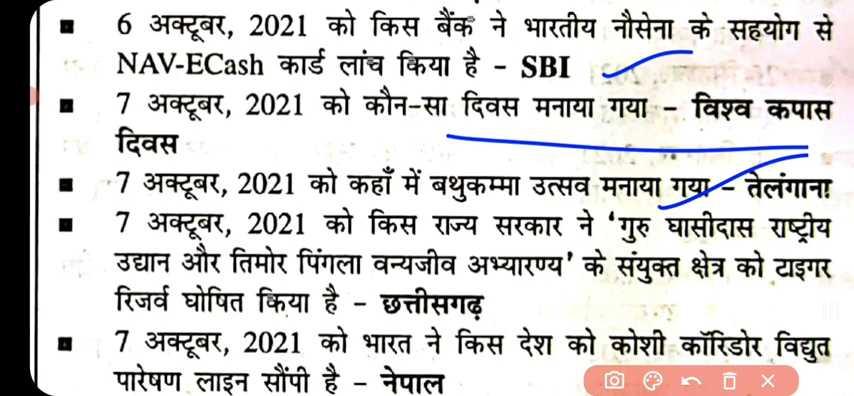 6 अक्टूबर, 2021 को किस बैंक ने भारतीय नौसेना के सहयोग से
NAV-ECash कार्ड लांच किया है – SBI
7 अक्टूबर, 2021 को कौन-सा दिवस मनाया गया – विश्व कपास
दिवस
7 अक्टूबर, 2021 को कहाँ में बथुकम्मा उत्सव मनाया गया – तेलंगाना
7 अक्टूबर, 2021 को किस राज्य सरकार ने ‘गुरु घासीदास राष्ट्रीय
उद्यान और तिमोर पिंगला वन्यजीव अभ्यारण्य’ के संयुक्त क्षेत्र को टाइगर
रिजर्व घोषित किया है – छत्तीसगढ़
7 अक्टूबर, 2021 को भारत ने किस देश को कोशी कॉरिडोर विद्युत
पारेषण लाइन सौंपी है – नेपाल